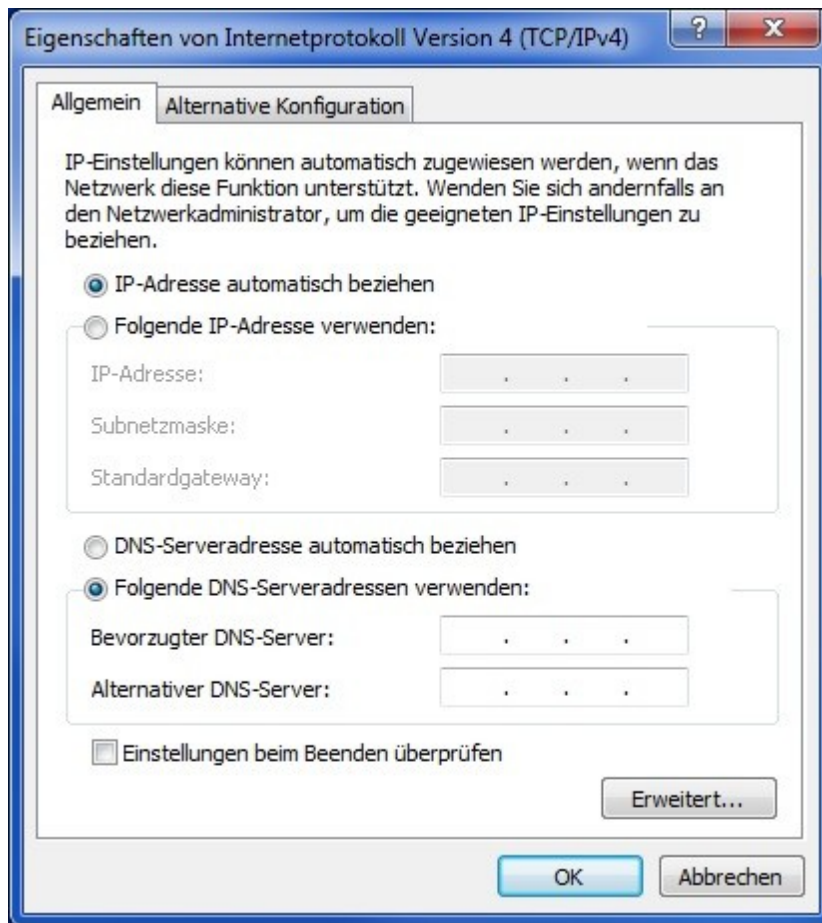 Eigenschaften von Internetprotokoll Version 4 (TCP/IPv4)
Allgemein
Alternative Konfiguration
IP-Einstellungen können automatisch zugewiesen werden, wenn das
Netzwerk diese Funktion unterstützt. Wenden Sie sich andernfalls an
den Netzwerkadministrator, um die geeigneten IP-Einstellungen zu
beziehen.
IP-Adresse automatisch beziehen
Folgende IP-Adresse verwenden:
IP-Adresse: . . .
Subnetzmaske: . . .
Standardgateway: . . .
DNS-Serveradresse automatisch beziehen
Folgende DNS-Serveradressen verwenden:
Bevorzugter DNS-Server: . . .
Alternativer DNS-Server: . . .
Einstellungen beim Beenden überprüfen
Erweitert...
OK
Abbrechen